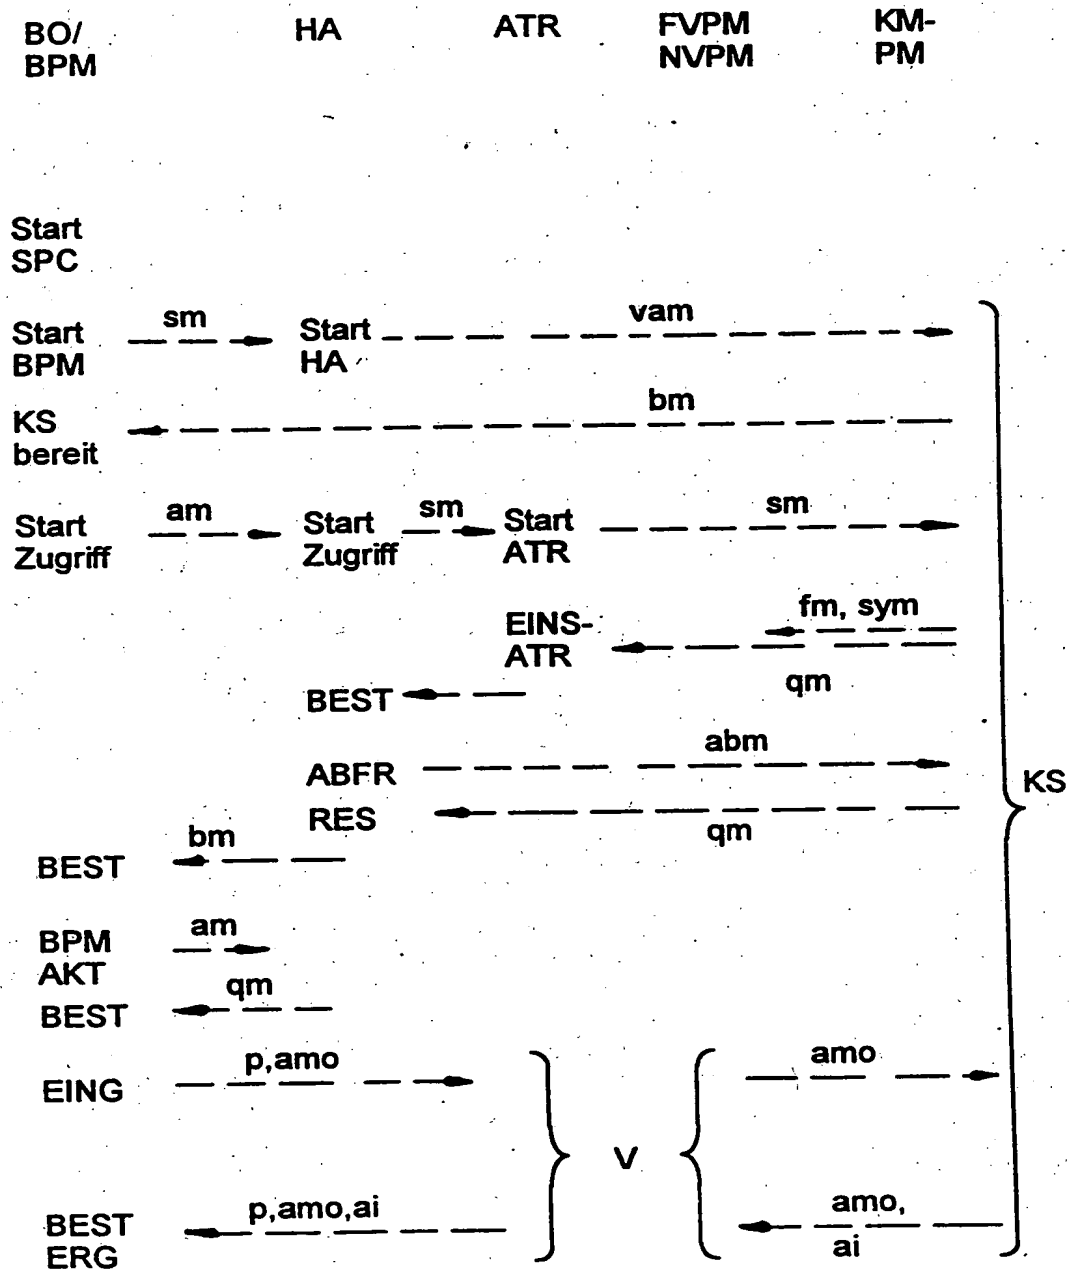 BO/ HA ATR FVPM KM-
BPM NVPM PM
Start
SPC
sm vam
Start Start
BPM HA
bm
KS
bereit
am sm sm
Start Start Start
Zugriff Zugriff ATR
fm, sym
EINS-
ATR
qm
BEST
abm
ABFR
KS
RES
qm
bm
BEST
am
BPM
AKT
qm
BEST
p,amo amo
EING
V
p,amo,ai amo,
BEST
ai
ERG